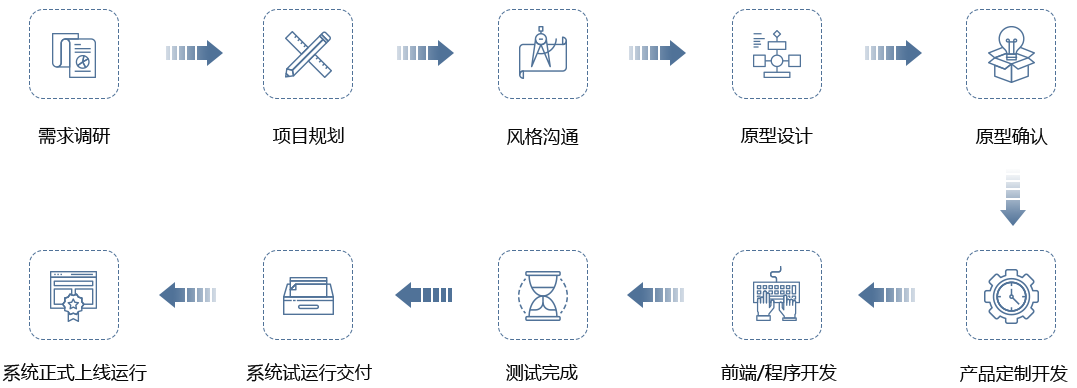 需求调研
项目规划
风格沟通
原型设计
原型确认
系统正式上线运行
系统试运行交付
测试完成
前端/程序开发
产品定制开发